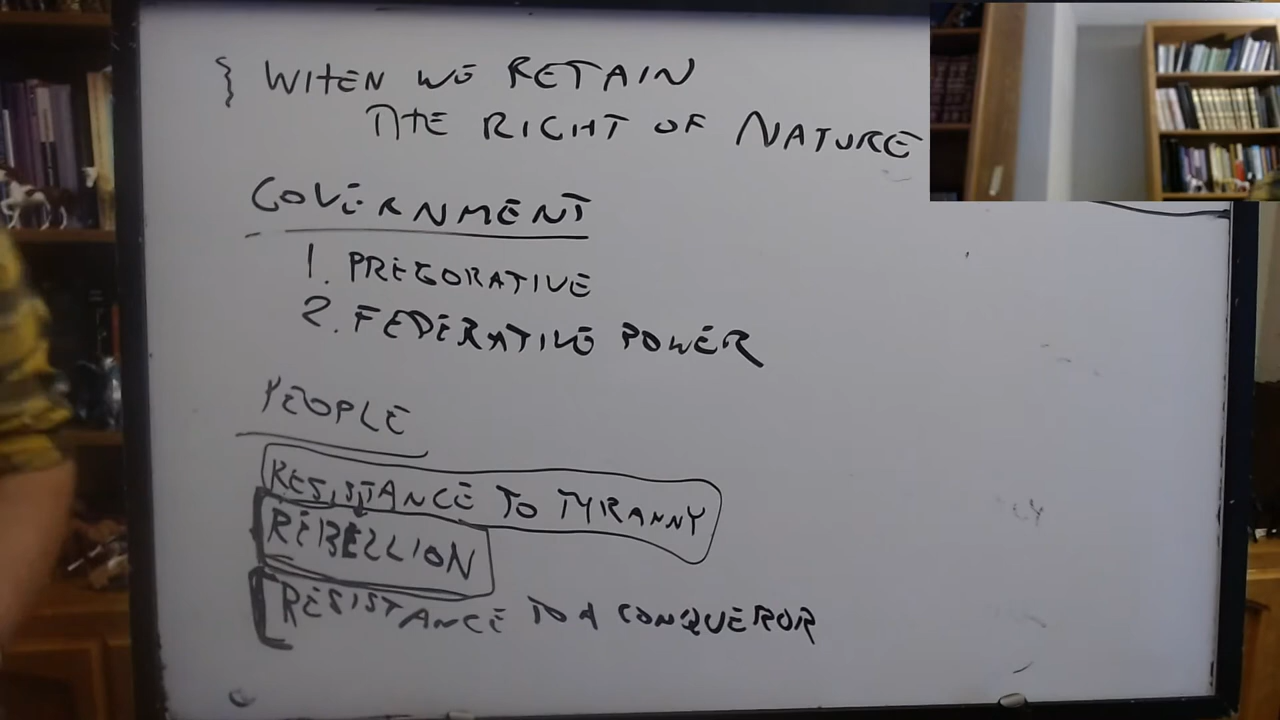 WHEN WE RETAIN
THE RIGHT OF NATURE
GOVERNMENT
1. PREGORATIVE
2. FEDERATIVE POWER
PEOPLE
RESISTANCE TO TYRANNY
REBELLION
RESISTANCE TO A CONQUEROR